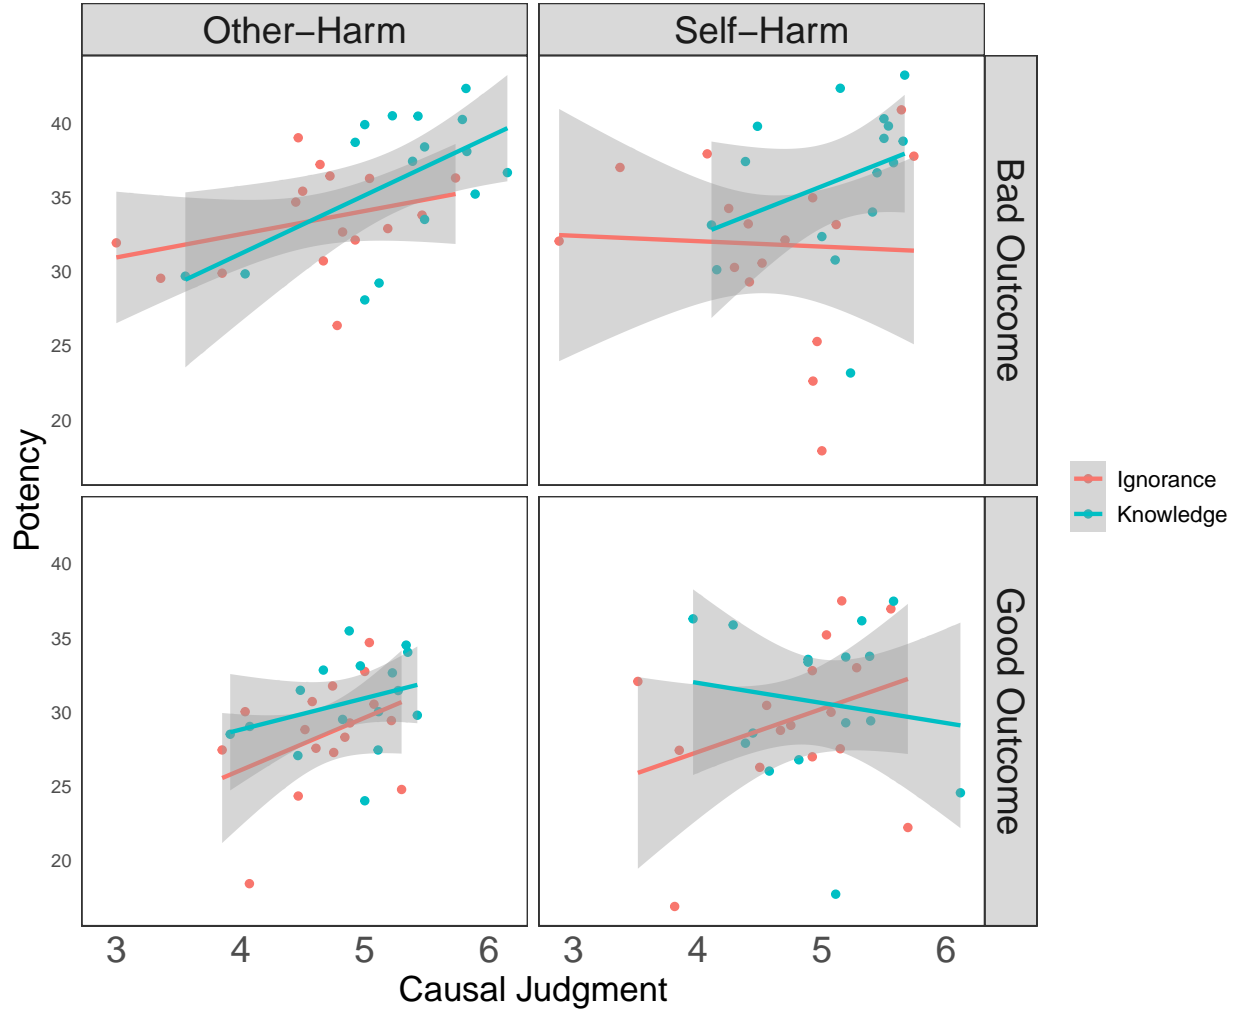 Other−Harm
Self−Harm
Bad Outcome
Good Outcome
Potency
40
35
30
25
20
40
35
30
25
20
3 4 5 6
3 4 5 6
Causal Judgment
Ignorance
Knowledge